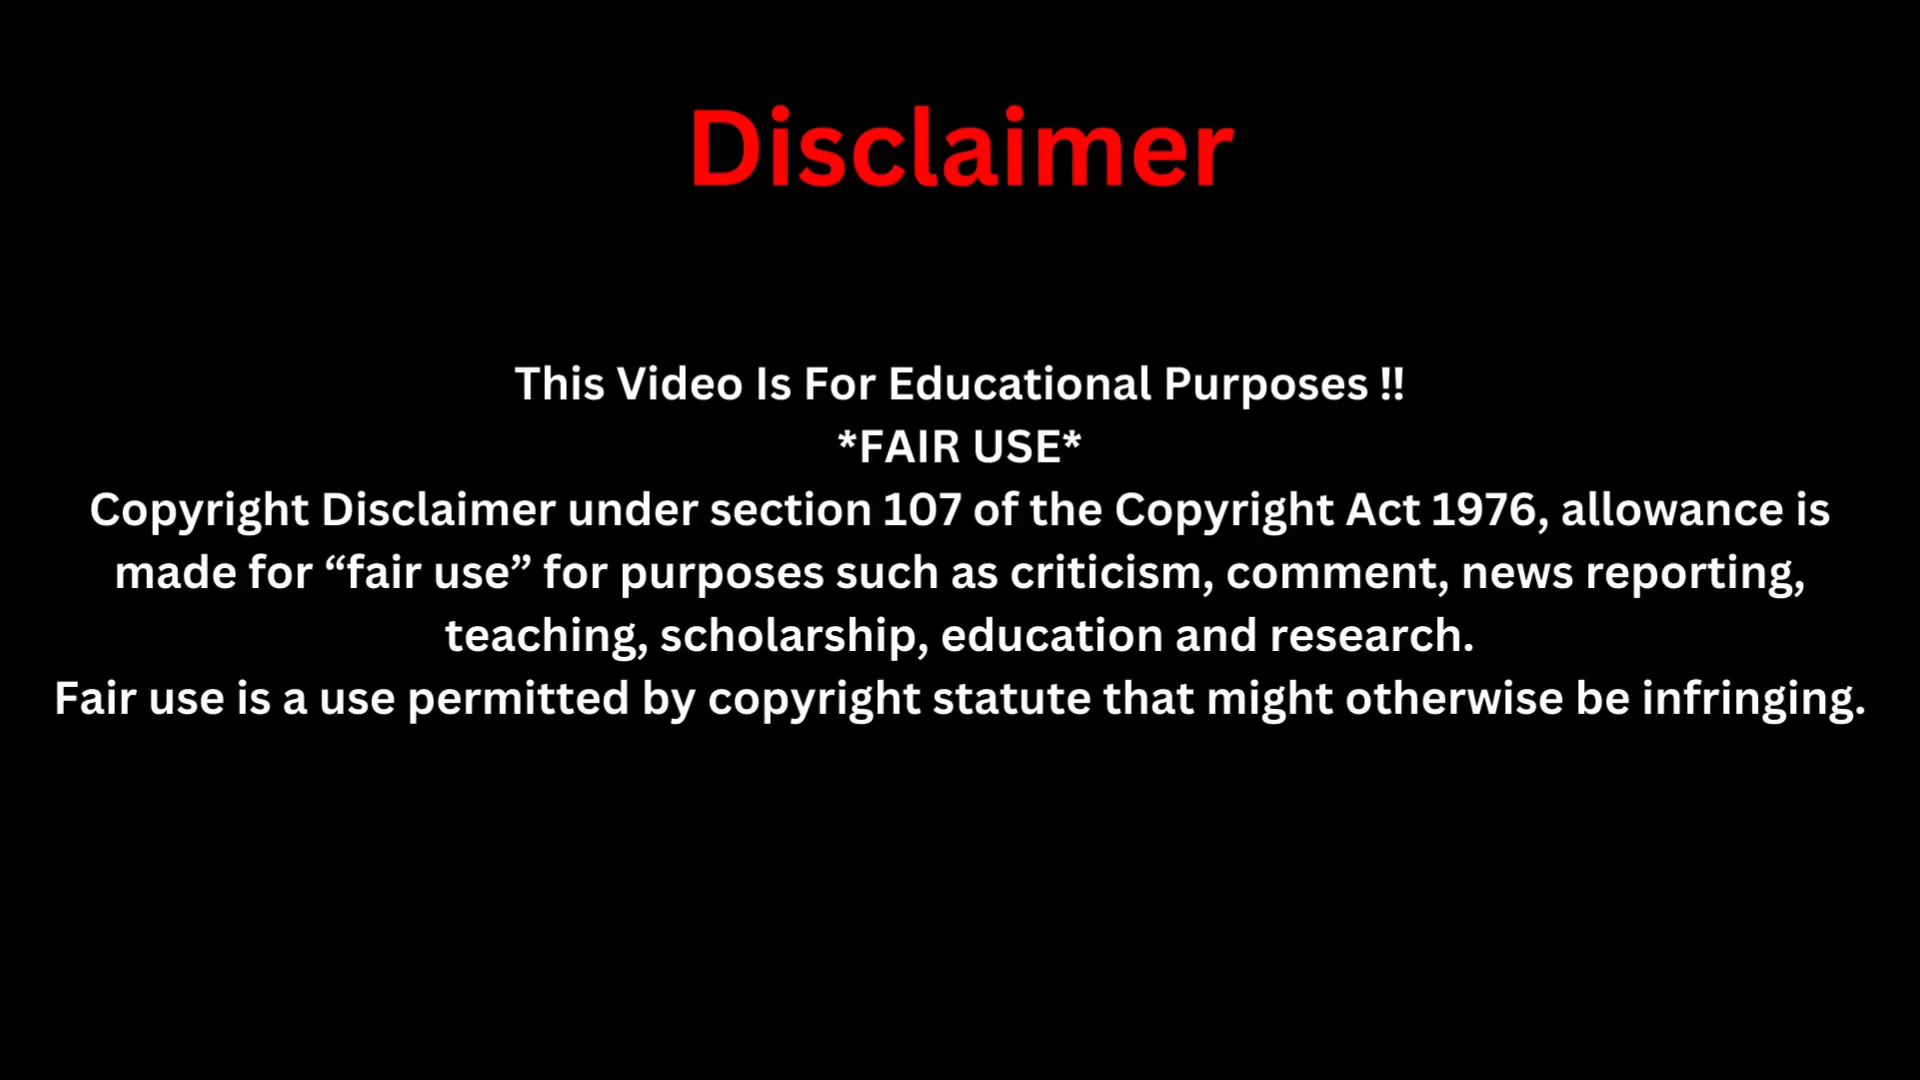 Disclaimer
This Video Is For Educational Purposes !!
*FAIR USE*
Copyright Disclaimer under section 107 of the Copyright Act 1976, allowance is
made for “fair use” for purposes such as criticism, comment, news reporting,
teaching, scholarship, education and research.
Fair use is a use permitted by copyright statute that might otherwise be infringing.